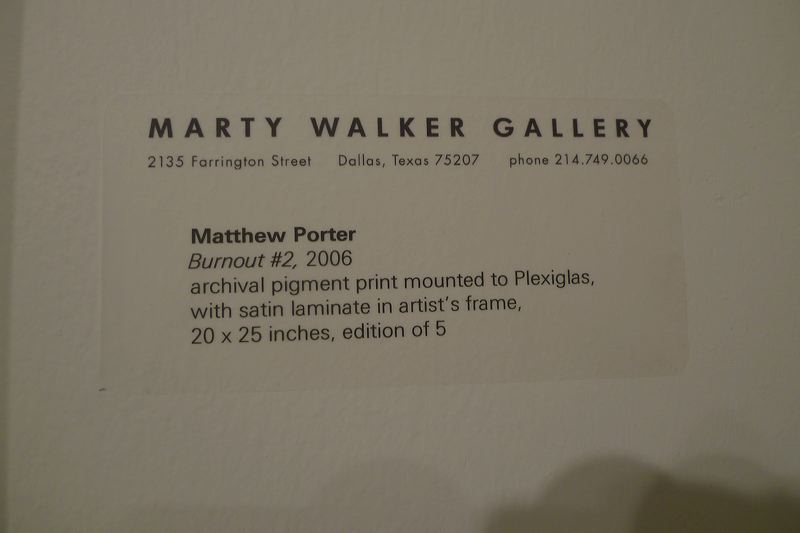 MARTY WALKER GALLERY
2135 Farrington Street Dallas, Texas 75207 phone 214.749.0066
Matthew Porter
Burnout #2, 2006
archival pigment print mounted to Plexiglas,
with satin laminate in artist's frame,
20 x 25 inches, edition of 5